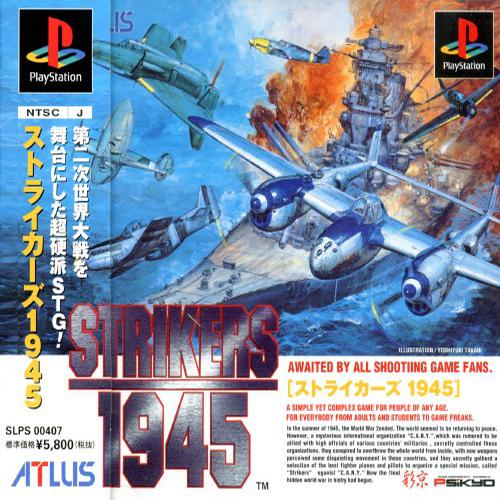 PlayStation
NTSC J
第二次世界大戦を
舞台にした超硬派STG!
ストライカーズ1945
SLPS 00407
標準価格¥5,800(税抜)
ATLUS
LUS
PlayStation
ILLUSTRATION / YOSHIYUKI TAKANI
STRIKERS
1945
TM
AWAITED BY ALL SHOOTIING GAME FANS.
[ストライカーズ 1945]
A SIMPLE YET COMPLEX GAME FOR PEOPLE OF ANY AGE.
FOR EVERYBODY FROM ADULTS AND STUDENTS TO GAME FREAKS.
In the summer of 1945, the World War ‖ended. The world seemed to be returning to peace.
However, a mysterious international organization "C.A.N.Y.",which was rumored to be
allied with high officials of various countries' militaries , secretly controlled these
organizations. They conspired to overthrow the whole world from inside, with new weapons
perceived some disquieting movement in these countries, and they secretly gathered a
selection of the best fighter pilots and pilots to organize a special mission, called
"Strikers" against "C.A.N.Y." Now the final
hidden world war in histry had begun.
彩京 PSIKYO